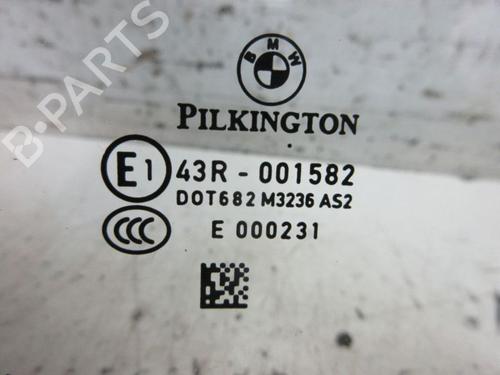 BMW
PILKINGTON
E1 43R - 001582
DOT682 M3236 AS2
CCC E 000231
B-PARTS